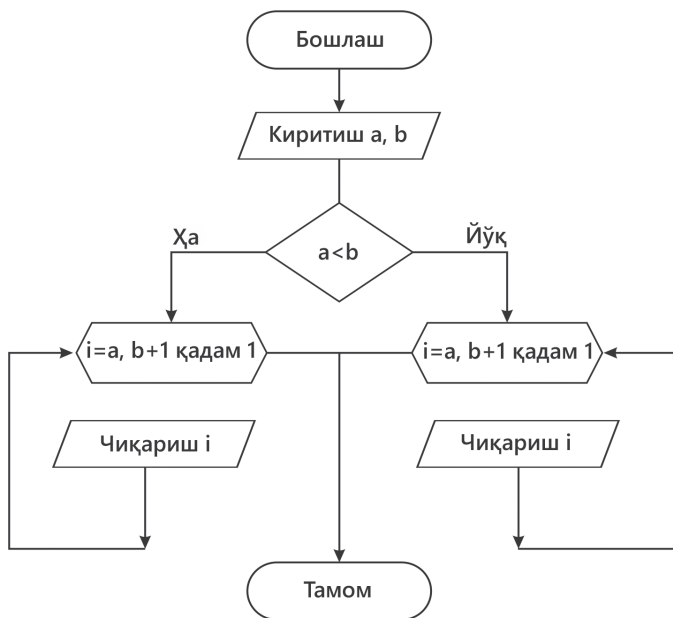 Бошлаш
Киритиш a, b
a<b
Ҳа
Йўқ
i=a, b+1 қадам 1
i=a, b+1 қадам 1
Чиқариш i
Чиқариш i
Тамом